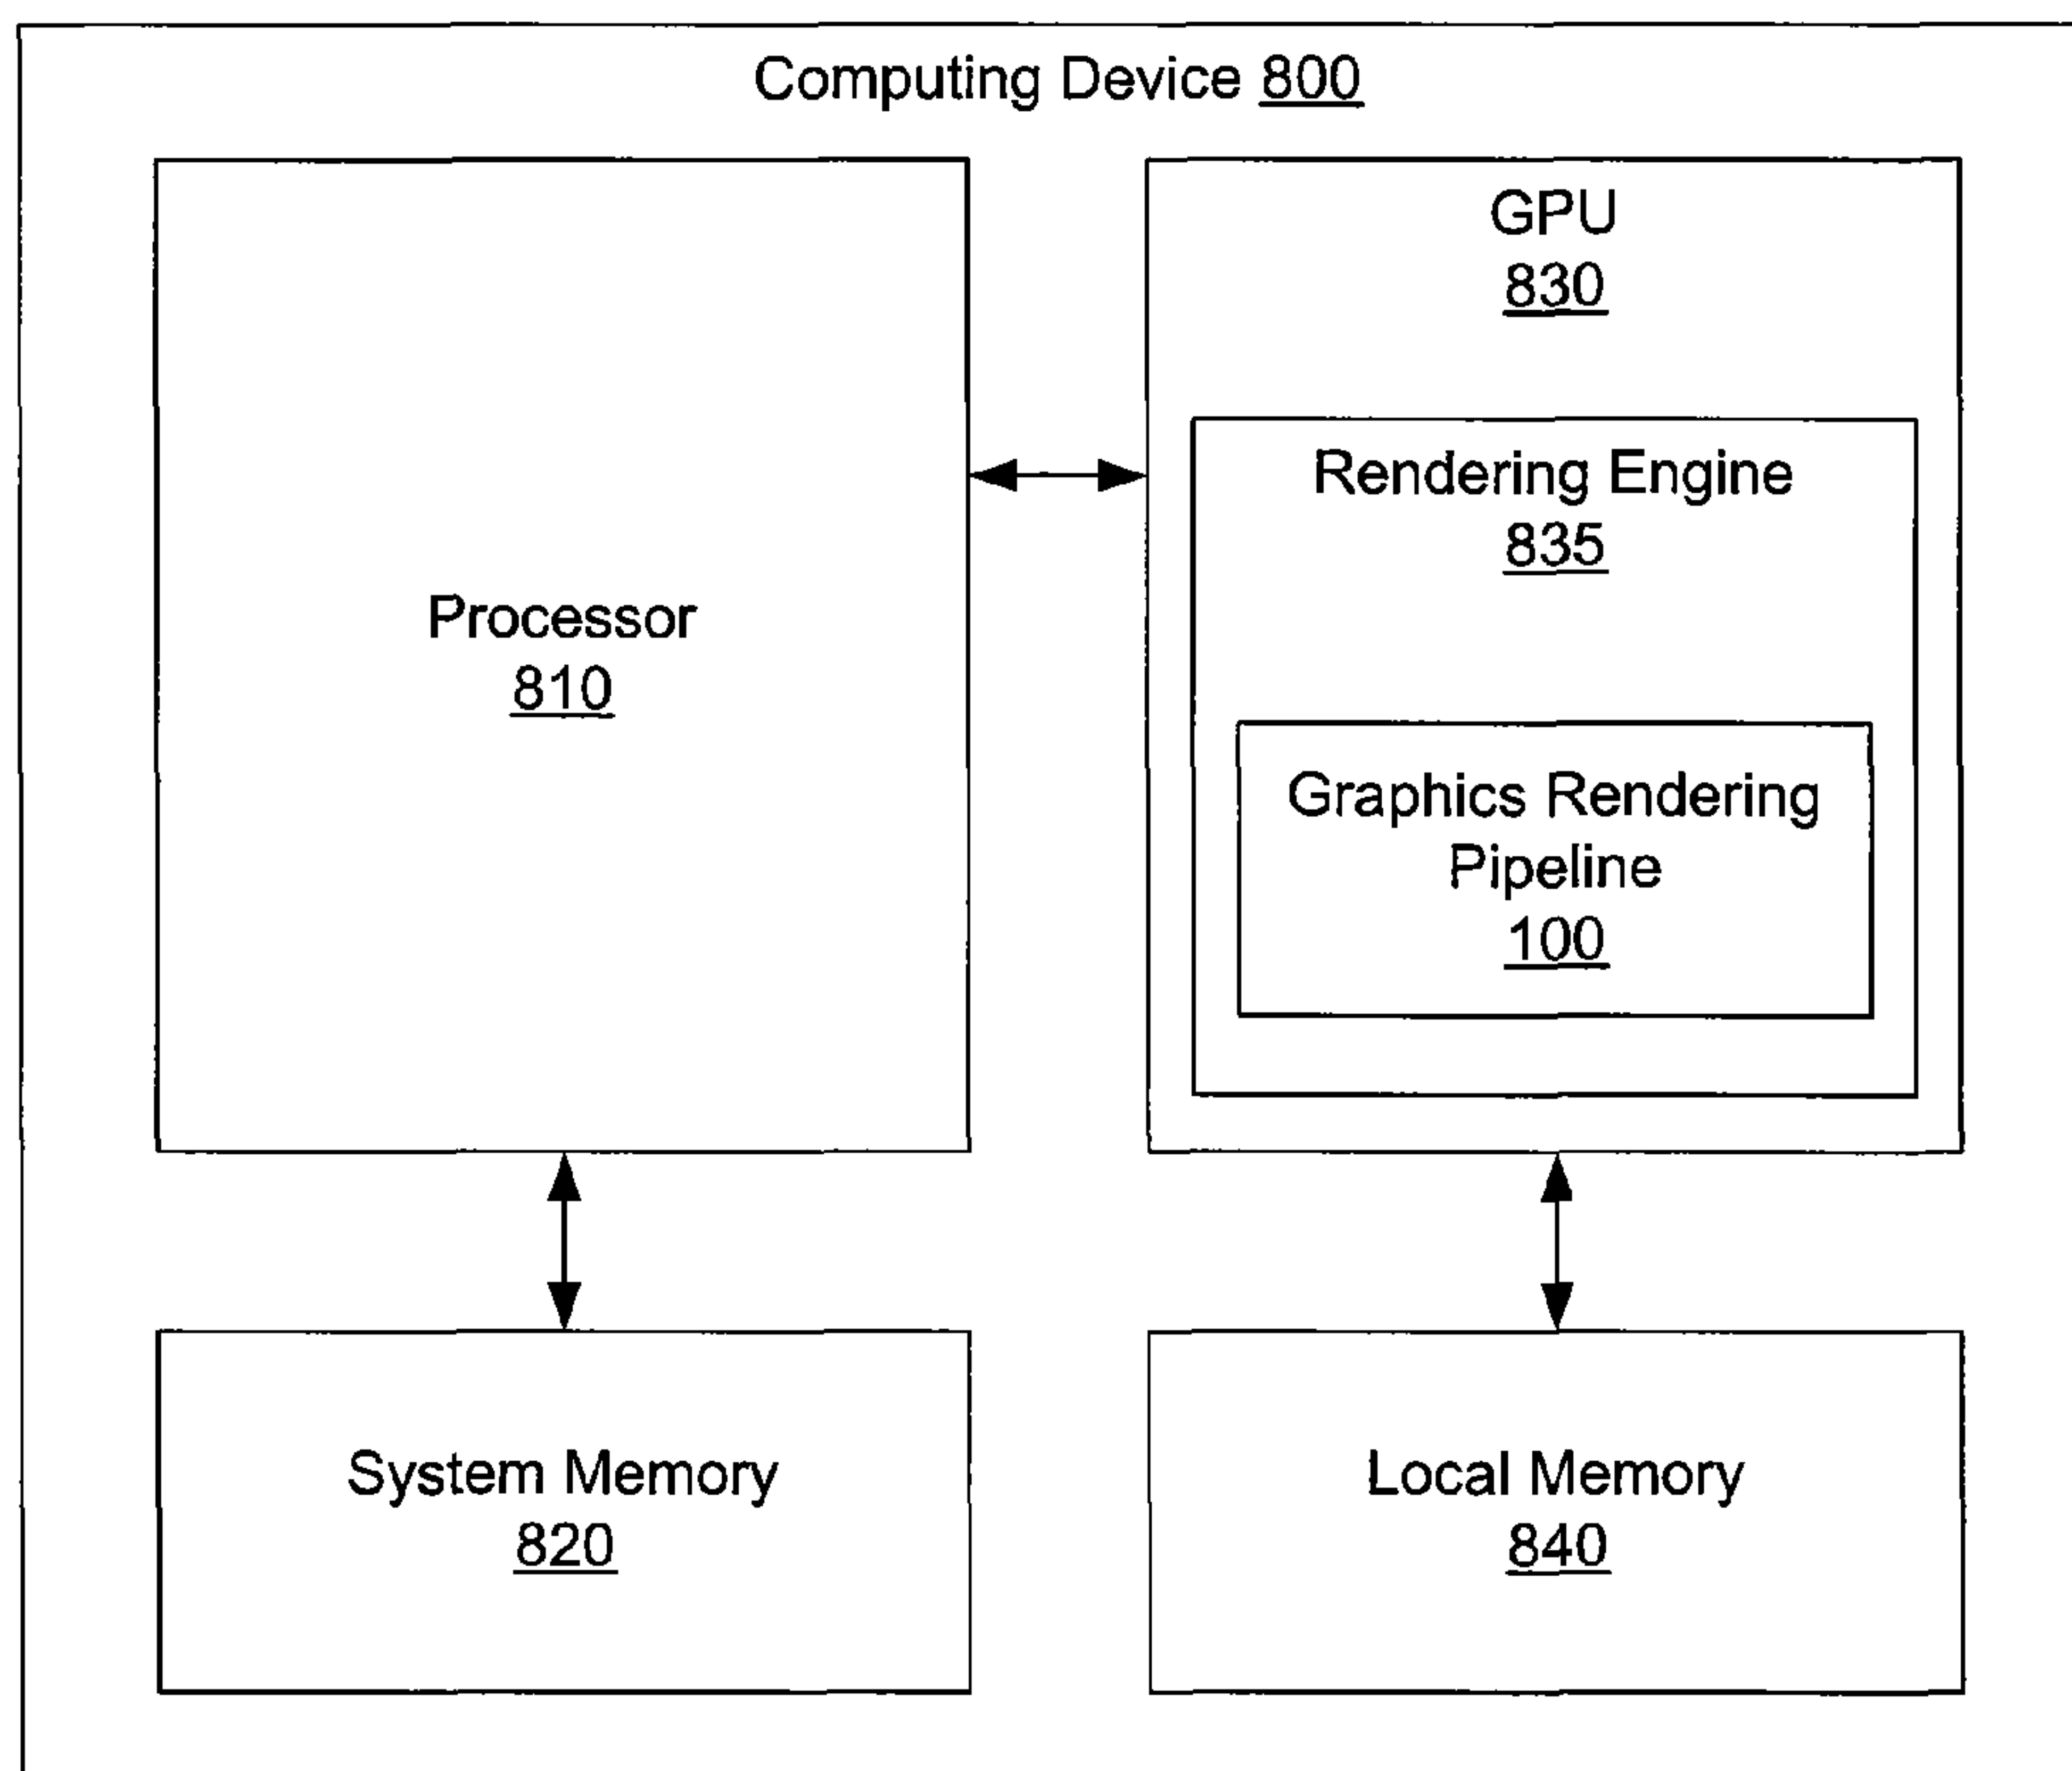 Computing Device 800
GPU
830
Rendering Engine
835
Processor
810
Graphics Rendering
Pipeline
100
System Memory
820
Local Memory
840